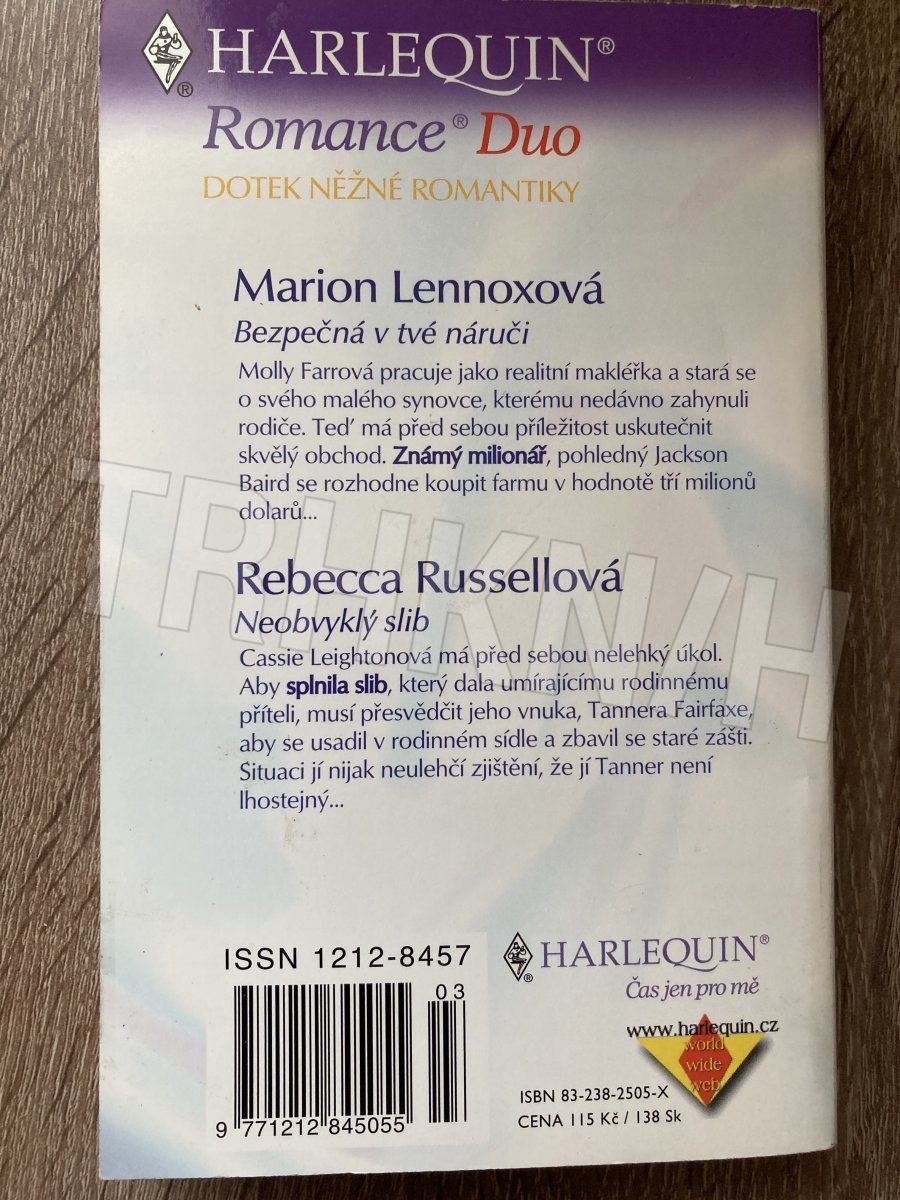 HARLEQUIN®
Romance® Duo
DOTEK NĚŽNÉ ROMANTIKY
Marion Lennoxová
Bezpečná v tvé náruči
Molly Farrová pracuje jako realitní makléřka a stará se
o svého malého synovce, kterému nedávno zahynuli
rodiče. Teď má před sebou příležitost uskutečnit
skvělý obchod. Známý milionář, pohledný Jackson
Baird se rozhodne koupit farmu v hodnotě tří milionů
dolarů...
Rebecca Russellová
Neobvyklý slib
Cassie Leightonová má před sebou nelehký úkol.
Aby splnila slib, který dala umírajícímu rodinnému
příteli, musí přesvědčit jeho vnuka, Tannera Fairfaxe,
aby se usadil v rodinném sídle a zbavil se staré zášti.
Situaci jí nijak neulehčí zjištění, že jí Tanner není
lhostejný...
TRHKNIH
ISSN 1212-8457
03
9 771212 845055
HARLEQUIN®
Čas jen pro mě
www.harlequin.cz
world
wide
web
ISBN 83-238-2505-X
CENA 115 Kč / 138 Sk